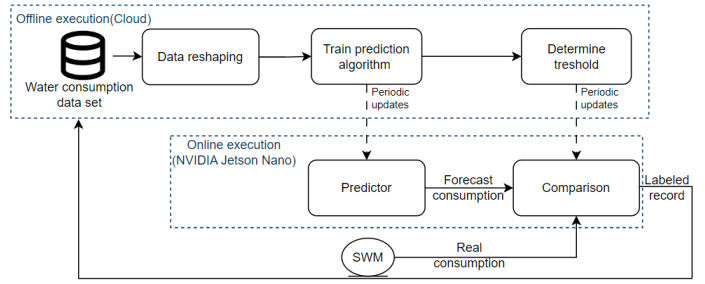 Offline execution(Cloud)
Water consumption
data set
Data reshaping
Train prediction
algorithm
Determine
treshold
Periodic
updates
Periodic
updates
Online execution
(NVIDIA Jetson Nano)
Predictor
Forecast
consumption
Comparison
Labeled
record
SWM
Real
consumption